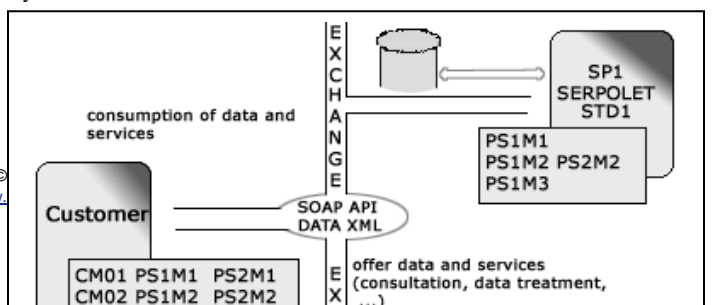 E
X
C
H
A
N
G
E
SP1
SERPOLET
STD1
consumption of data and
services
PS1M1
PS1M2 PS2M2
PS1M3
©
Customer
SOAP API
DATA XML
CM01 PS1M1 PS2M1
CM02 PS1M2 PS2M2
E
X
offer data and services
(consultation, data treatment,
...)